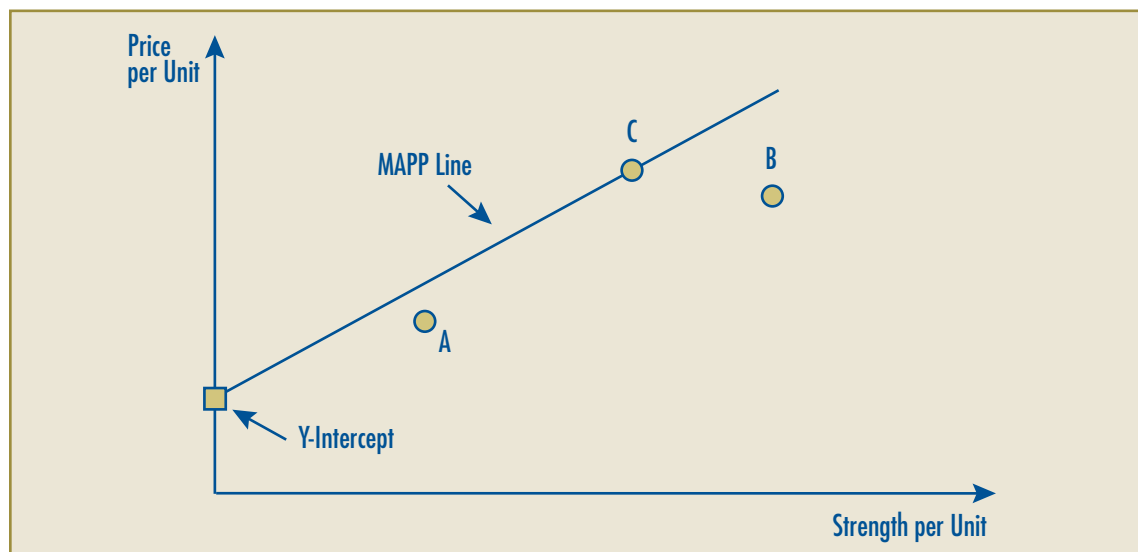 Price
per Unit
C
B
MAPP Line
A
Y-Intercept
Strength per Unit